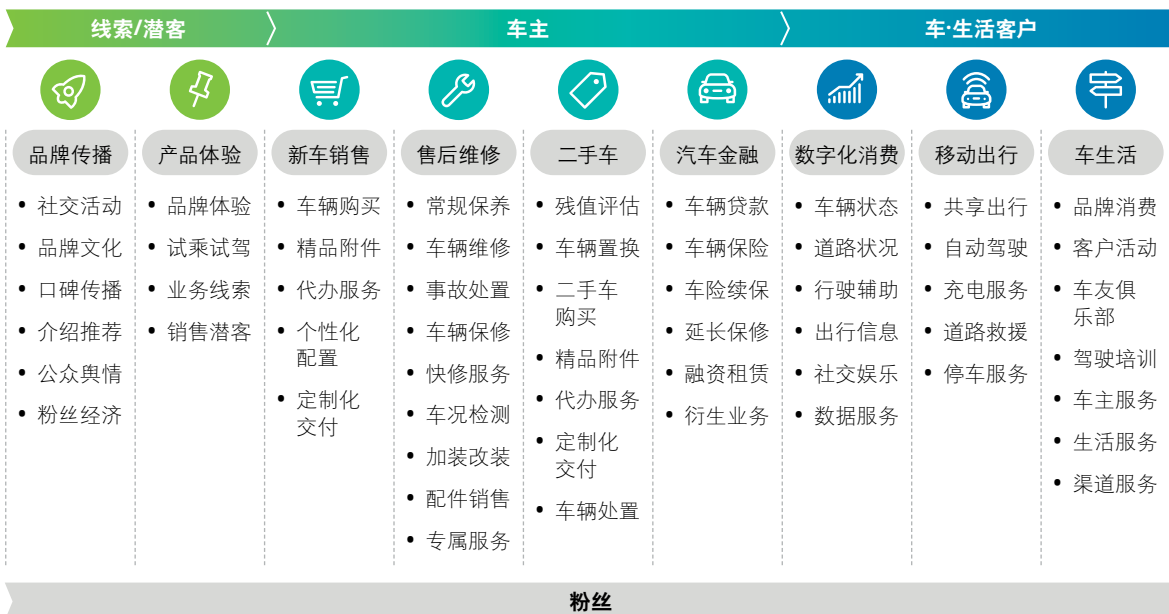 线索/潜客
车主
车·生活客户
品牌传播
• 社交活动
• 品牌文化
• 口碑传播
• 介绍推荐
• 公众舆情
• 粉丝经济
产品体验
• 品牌体验
• 试乘试驾
• 业务线索
• 销售潜客
新车销售
• 车辆购买
• 精品附件
• 代办服务
• 个性化
配置
• 定制化
交付
售后维修
• 常规保养
• 车辆维修
• 事故处置
• 车辆保修
• 快修服务
• 车况检测
• 加装改装
• 配件销售
• 专属服务
二手车
• 残值评估
• 车辆置换
• 二手车
购买
• 精品附件
• 代办服务
• 定制化
交付
• 车辆处置
汽车金融
• 车辆贷款
• 车辆保险
• 车险续保
• 延长保修
• 融资租赁
• 衍生业务
数字化消费
• 车辆状态
• 道路状况
• 行驶辅助
• 出行信息
• 社交娱乐
• 数据服务
移动出行
• 共享出行
• 自动驾驶
• 充电服务
• 道路救援
• 停车服务
车生活
• 品牌消费
• 客户活动
• 车友俱
乐部
• 驾驶培训
• 车主服务
• 生活服务
• 渠道服务
粉丝